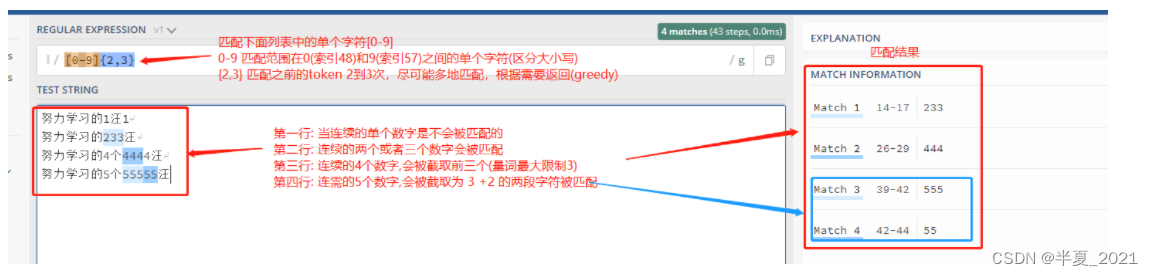 REGULAR EXPRESSION v1
4 matches (43 steps, 0.0ms)
/ [0-9]{2,3}
/ g
匹配下面列表中的单个字符[0-9]
0-9 匹配范围在0(索引48)和9(索引57)之间的单个字符(区分大小写)
{2,3} 匹配之前的token 2到3次，尽可能多地匹配，根据需要返回(greedy)
TEST STRING
努力学习的1汪1
努力学习的233汪
努力学习的4个4444汪
努力学习的5个55555汪
第一行: 当连续的单个数字是不会被匹配的
第二行: 连续的两个或者三个数字会被匹配
第三行: 连续的4个数字,会被截取前三个(量词最大限制3)
第四行: 连需的5个数字,会被截取为 3 +2 的两段字符被匹配
EXPLANATION
匹配结果
MATCH INFORMATION
Match 1 14-17 233
Match 2 26-29 444
Match 3 39-42 555
Match 4 42-44 55
CSDN @半夏_2021